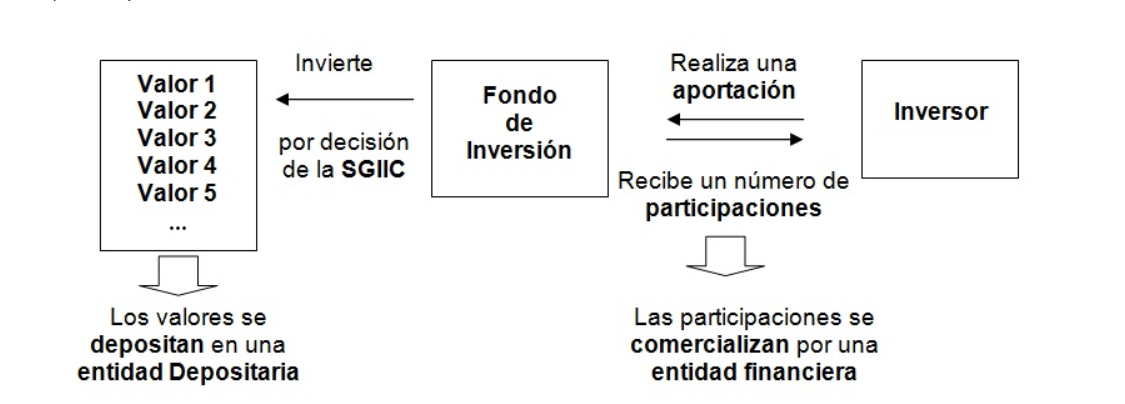 Valor 1
Valor 2
Valor 3
Valor 4
Valor 5
...
Invierte
por decisión
de la SGIIC
Fondo
de
Inversión
Realiza una
aportación
Recibe un número de
participaciones
Inversor
Los valores se
depositan en una
entidad Depositaria
Las participaciones se
comercializan por una
entidad financiera